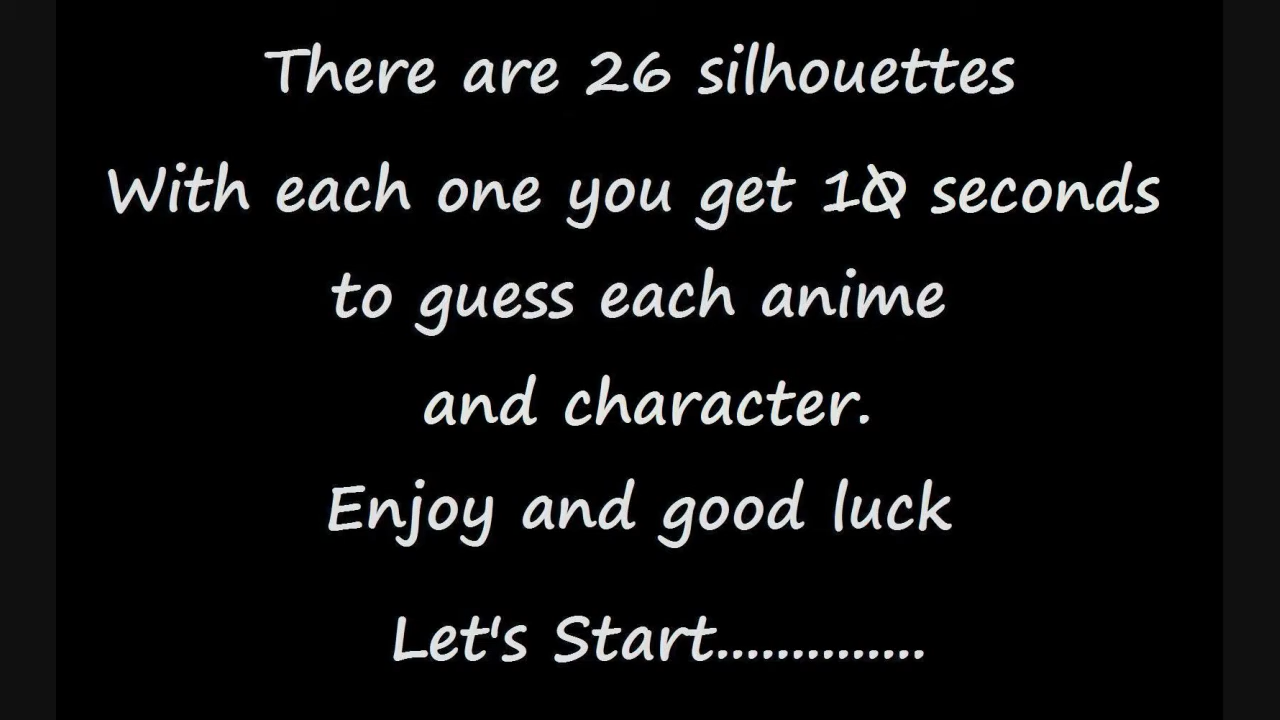 There are 26 silhouettes
With each one you get 10 seconds
to guess each anime
and character.
Enjoy and good luck
Let's Start..............